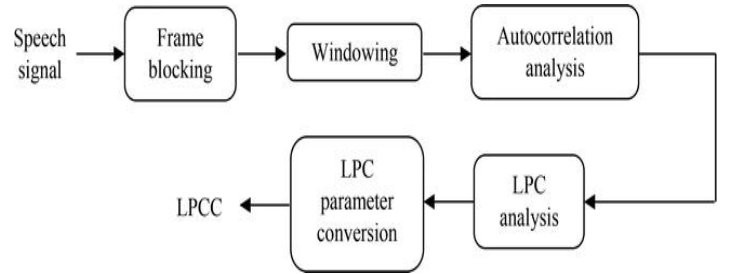 Speech
signal
Frame
blocking
Windowing
Autocorrelation
analysis
LPC
analysis
LPC
parameter
conversion
LPCC